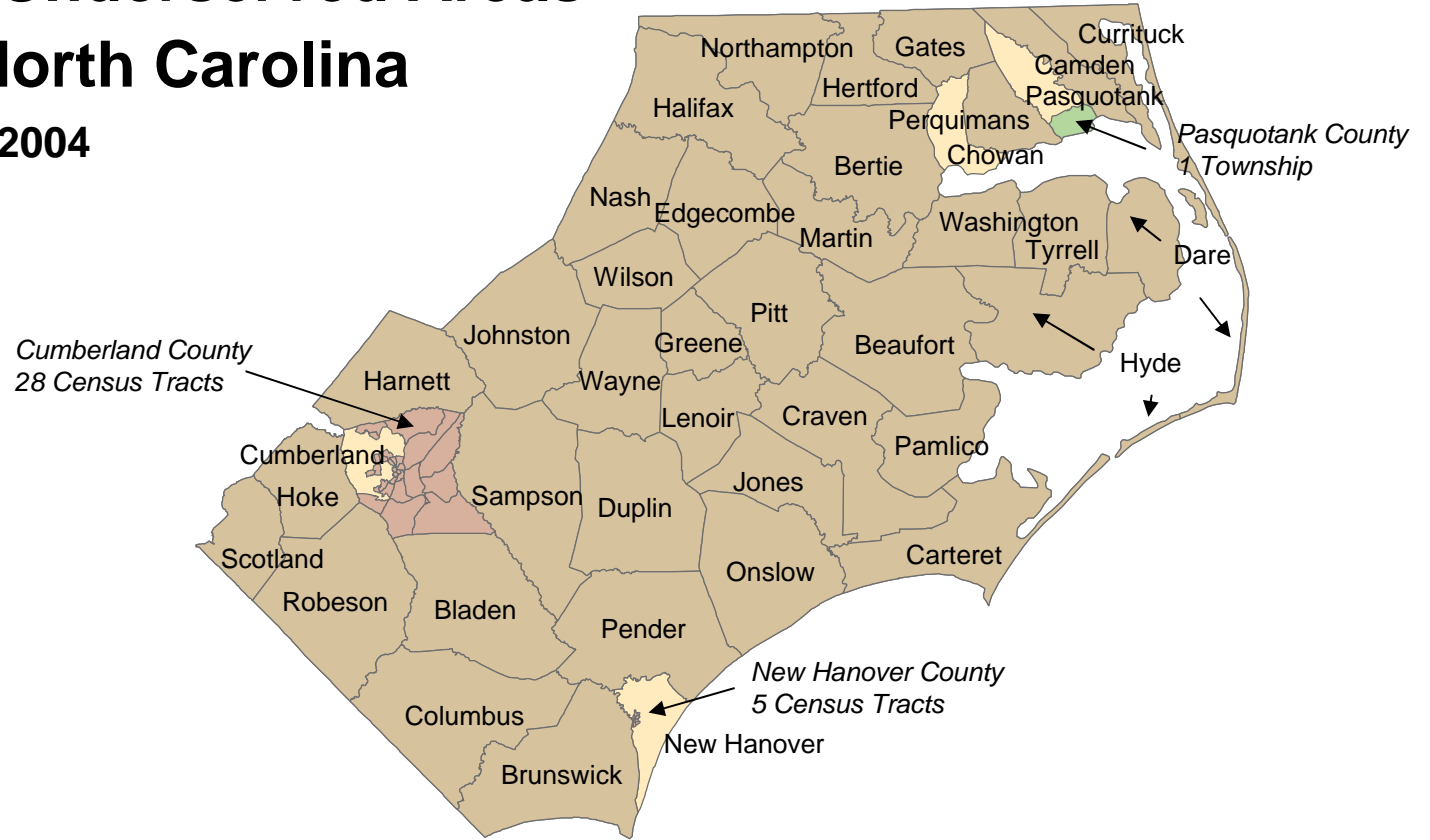 Underserved Areas
North Carolina
2004
Currituck
Northampton
Gates
Camden
Hertford
Pasquotank
Halifax
Perquimans
Pasquotank County
1 Township
Chowan
Bertie
Nash
Edgecombe
Washington
Martin
Tyrrell
Dare
Wilson
Pitt
Johnston
Greene
Beaufort
Cumberland County
28 Census Tracts
Hyde
Harnett
Wayne
Lenoir
Craven
Pamlico
Cumberland
Jones
Hoke
Sampson
Duplin
Scotland
Carteret
Onslow
Robeson
Bladen
Pender
New Hanover County
5 Census Tracts
Columbus
New Hanover
Brunswick